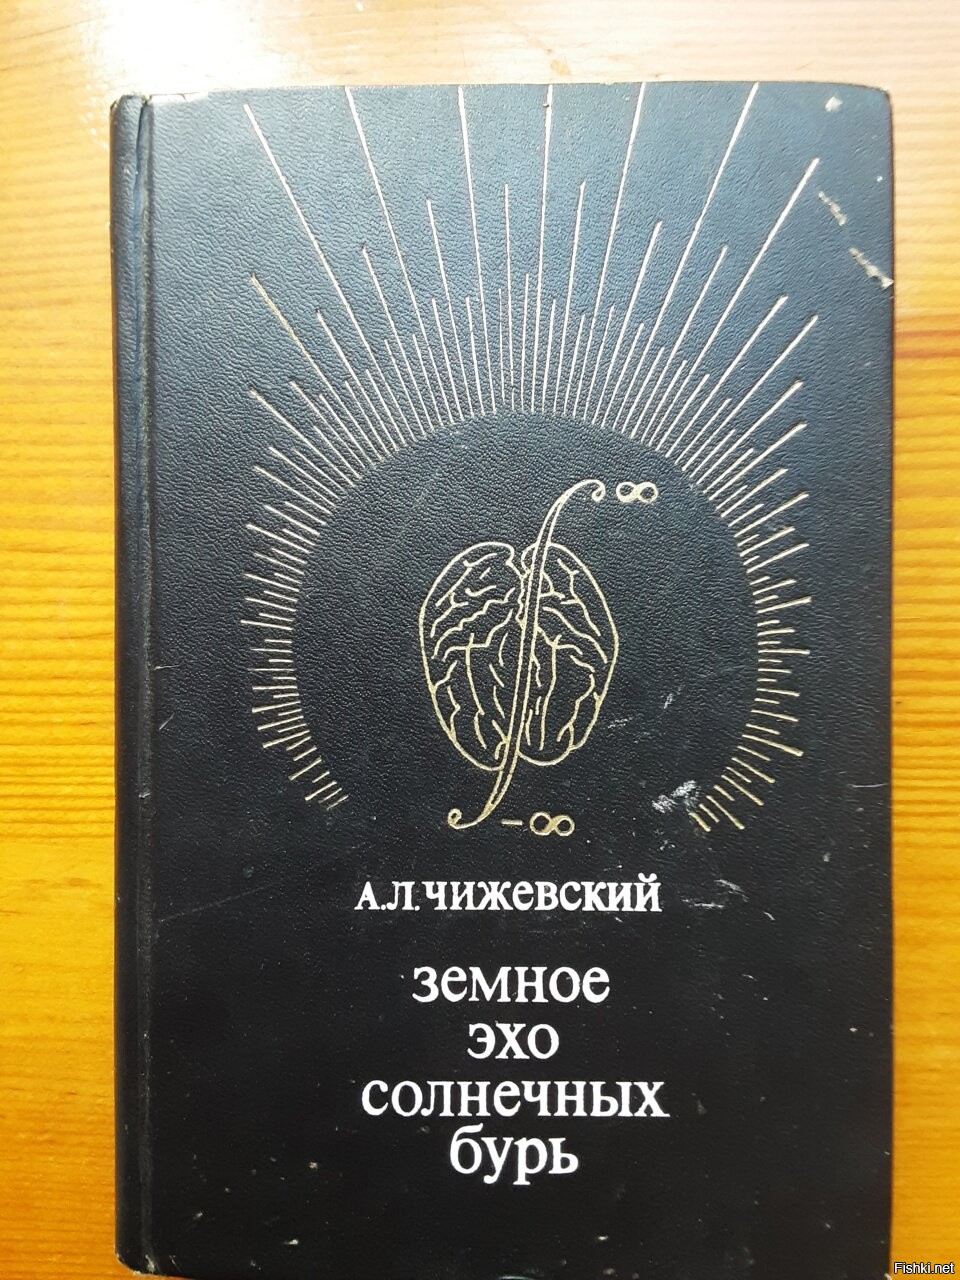 ∞
-∞
А.Л.ЧИЖЕВСКИЙ
земное
эхо
солнечных
бурь
Fishki.net